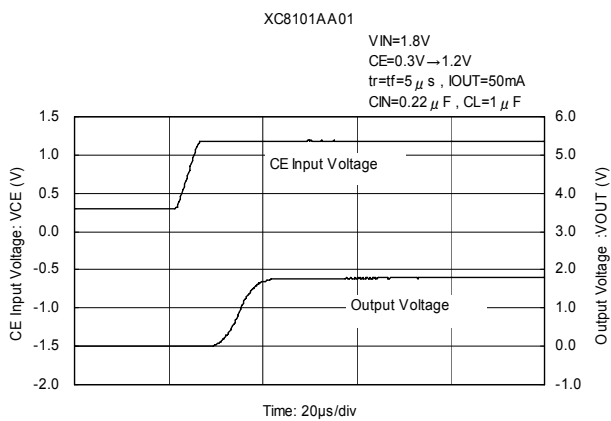 XC8101AA01
VIN=1.8V
CE=0.3V→1.2V
tr=tf=5μs , IOUT=50mA
CIN=0.22μF , CL=1μF
CE Input Voltage: VCE (V)
1.5
1.0
0.5
0.0
-0.5
-1.0
-1.5
-2.0
CE Input Voltage
Output Voltage
6.0
5.0
4.0
3.0
2.0
1.0
0.0
-1.0
Output Voltage :VOUT (V)
Time: 20μs/div